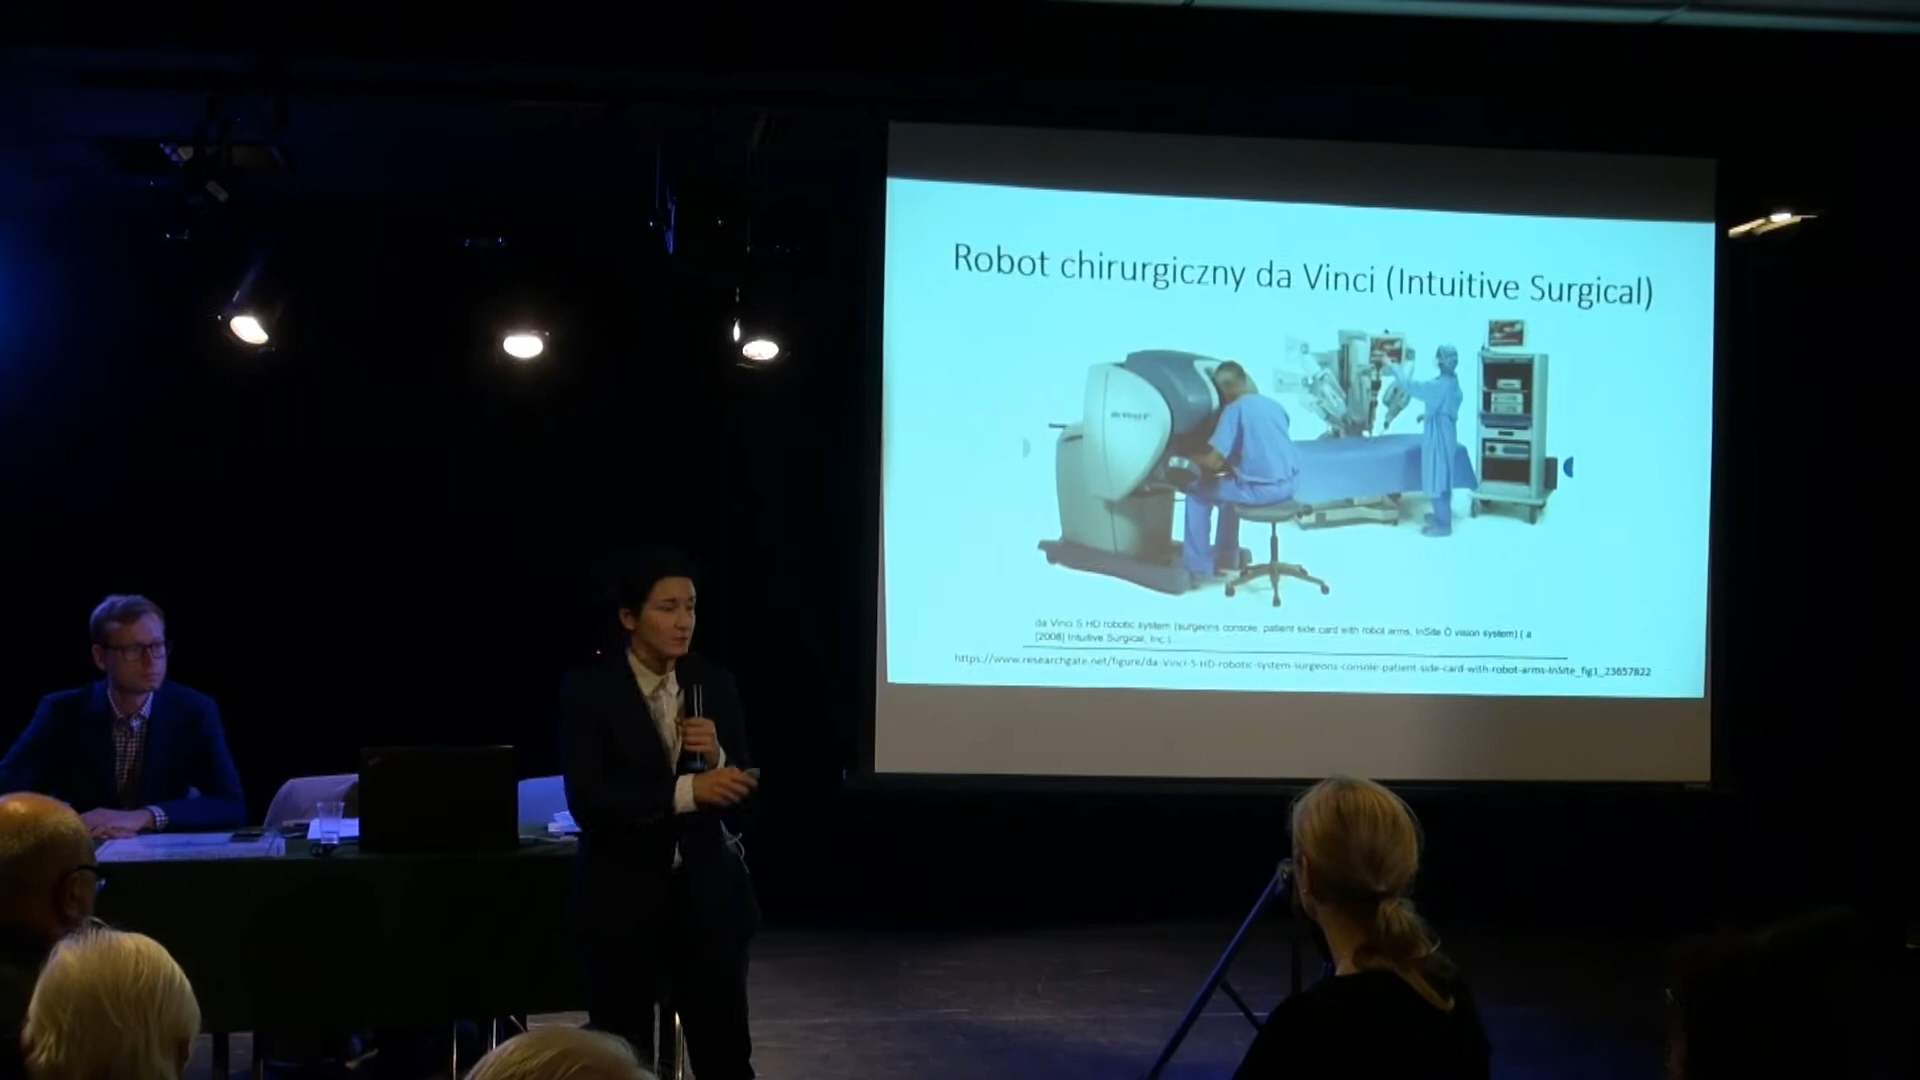 Robot chirurgiczny da Vinci (Intuitive Surgical)
da Vinci S
da Vinci S HD robotic system (surgeons console, patient side card with robot arms, InSite Ö vision system) ( a
[2008] Intuitive Surgical, Inc.)
https://www.researchgate.net/figure/da-Vinci-S-HD-robotic-system-surgeons-console-patient-side-card-with-robot-arms-InSite_fig1_23657822